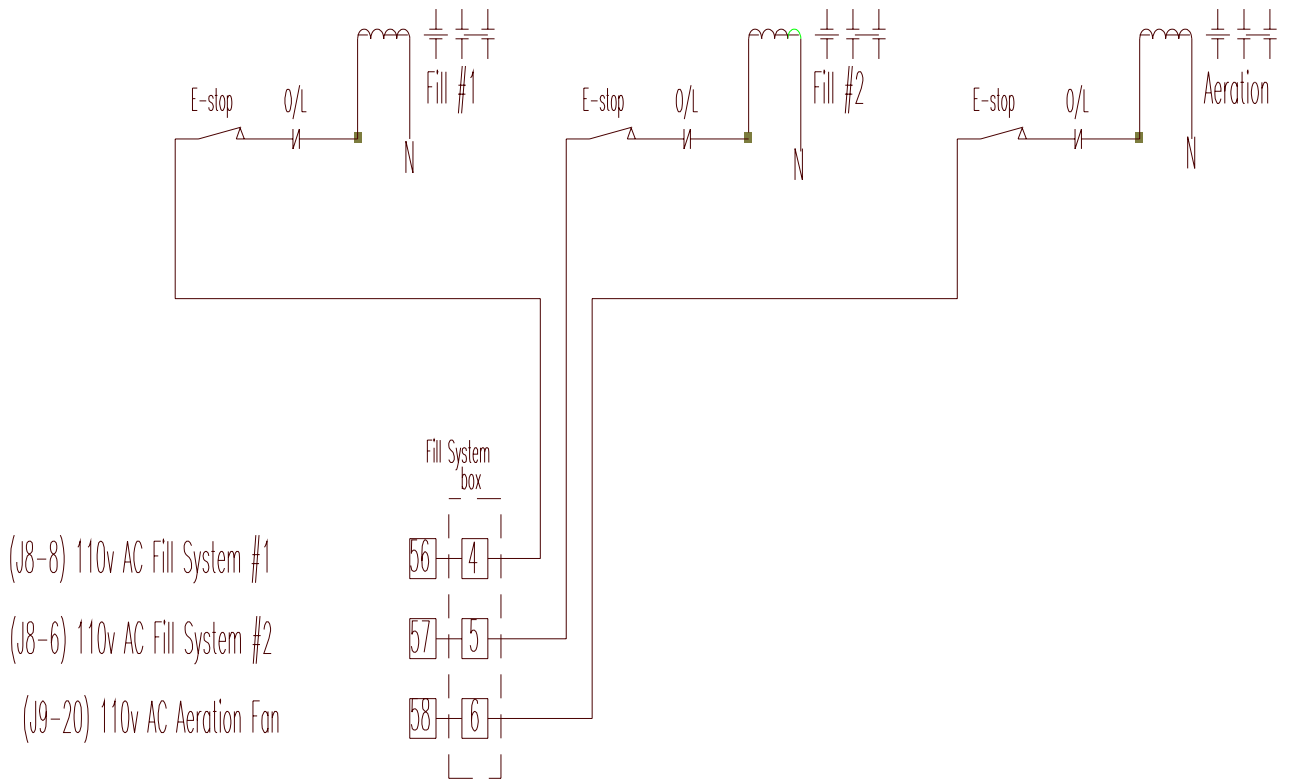 Fill #1
Fill #2
Aeration
E-stop O/L
E-stop O/L
E-stop O/L
N
N
N
Fill System
box
(J8-8) 110v AC Fill System #1 56 4
(J8-6) 110v AC Fill System #2 57 5
(J9-20) 110v AC Aeration Fan 58 6